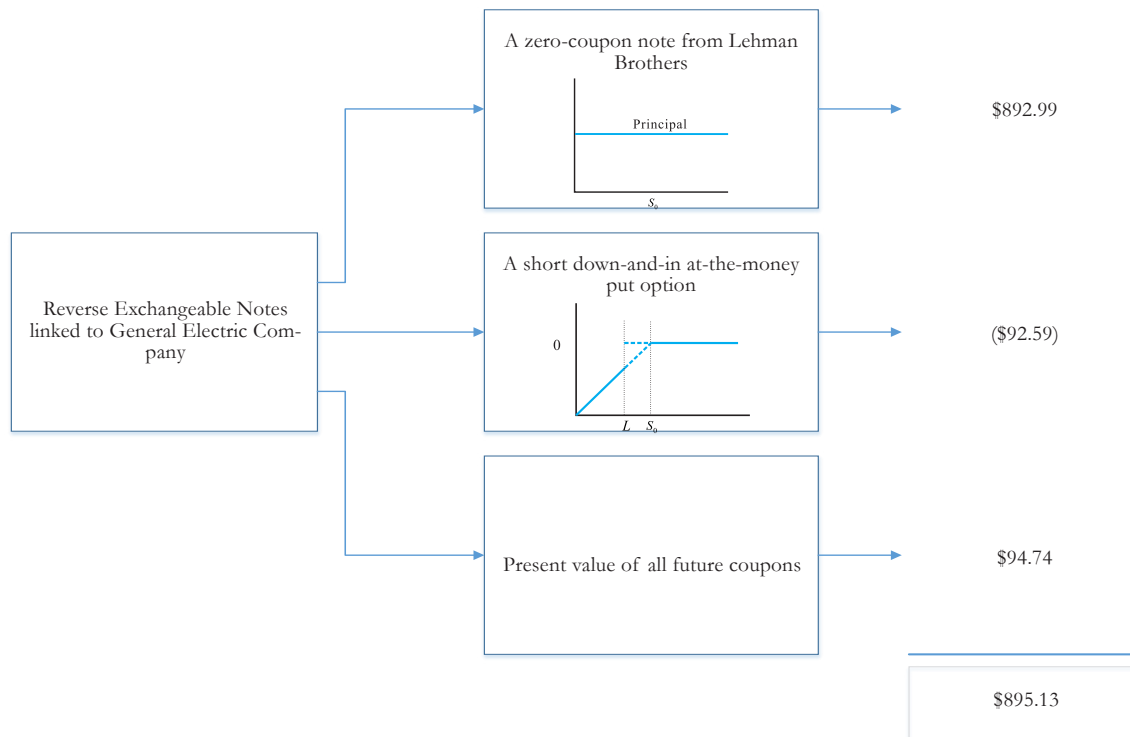 A zero-coupon note from Lehman
Brothers
Principal
S₀
$892.99
Reverse Exchangeable Notes
linked to General Electric Com-
pany
A short down-and-in at-the-money
put option
0
L S₀
($92.59)
Present value of all future coupons
$94.74
$895.13